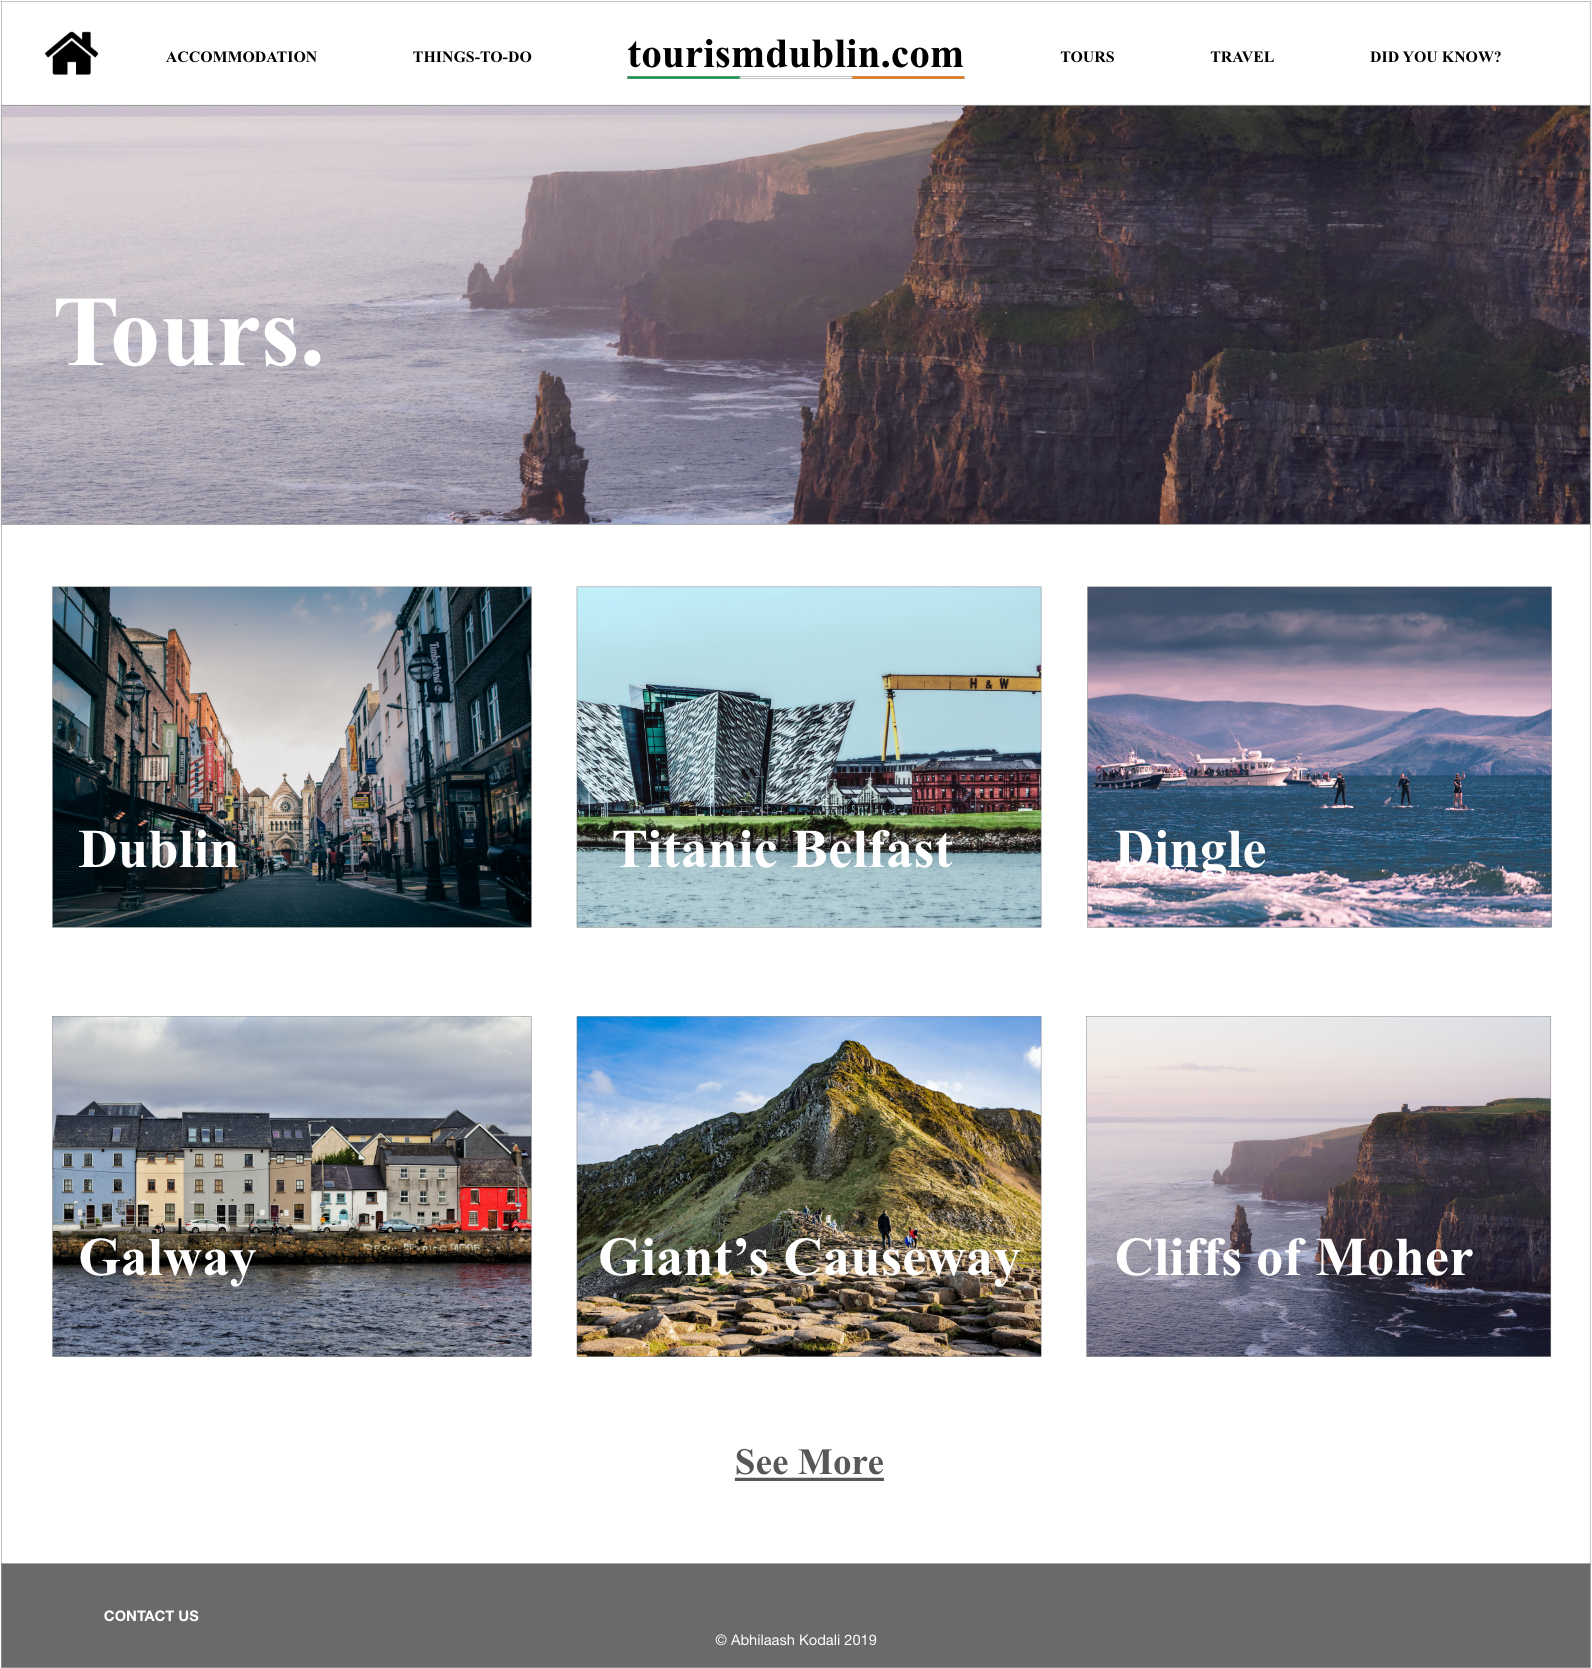 ACCOMMODATION THINGS-TO-DO tourismdublin.com TOURS TRAVEL DID YOU KNOW?
Tours.
Timberland
H & W
Dublin Titanic Belfast Dingle
Galway Giant’s Causeway Cliffs of Moher
See More
CONTACT US
© Abhilaash Kodali 2019